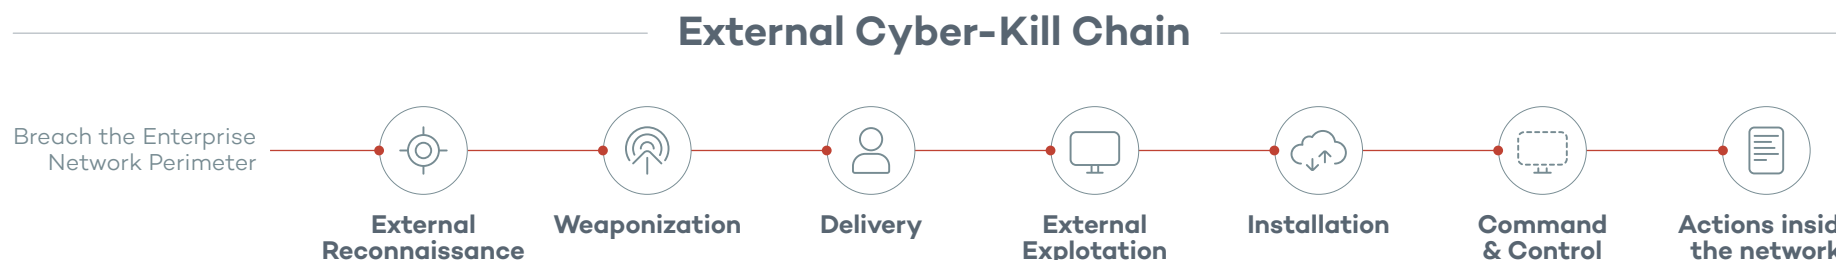 External Cyber-Kill Chain
Breach the Enterprise
Network Perimeter
External
Reconnaissance
Weaponization
Delivery
External
Explotation
Installation
Command
& Control
Actions insid
the network